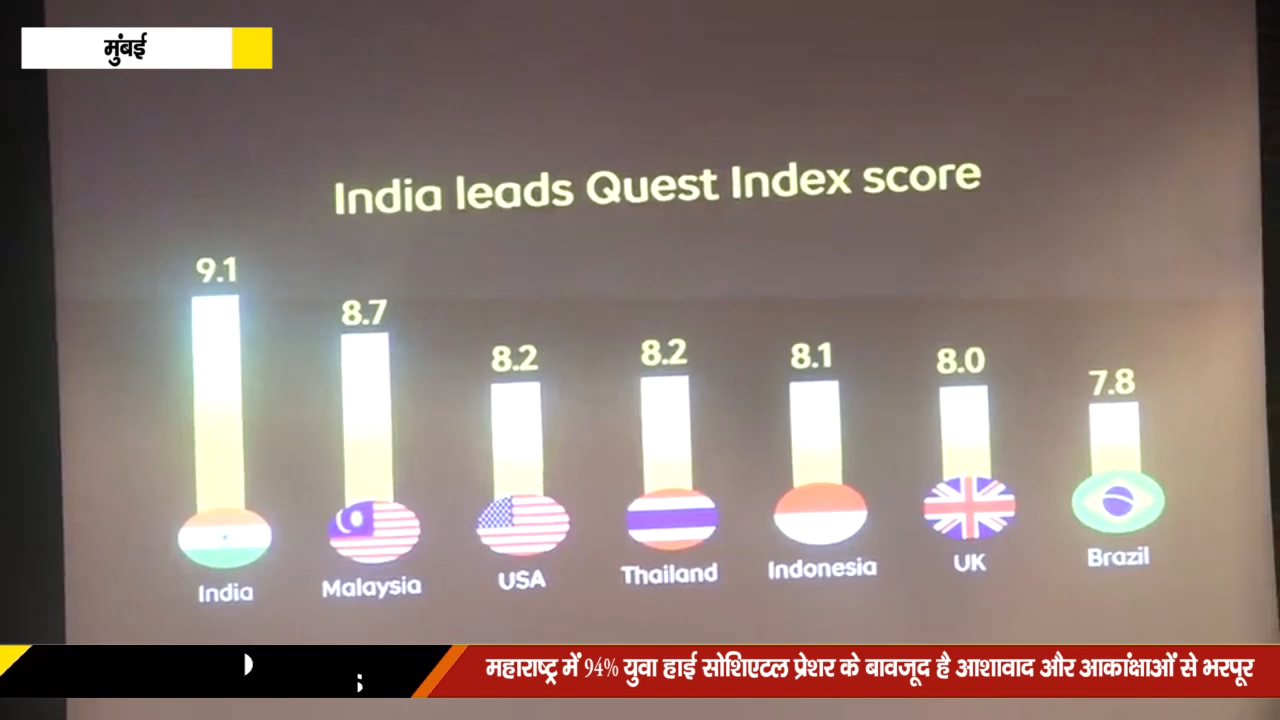 मुंबई
India leads Quest Index score
9.1
8.7
8.2
8.2
8.1
8.0
7.8
India
Malaysia
USA
Thailand
Indonesia
UK
Brazil
महाराष्ट्र में 94% युवा हाई सोशिएटल प्रेशर के बावजूद है आशावाद और आकांक्षाओं से भरपूर